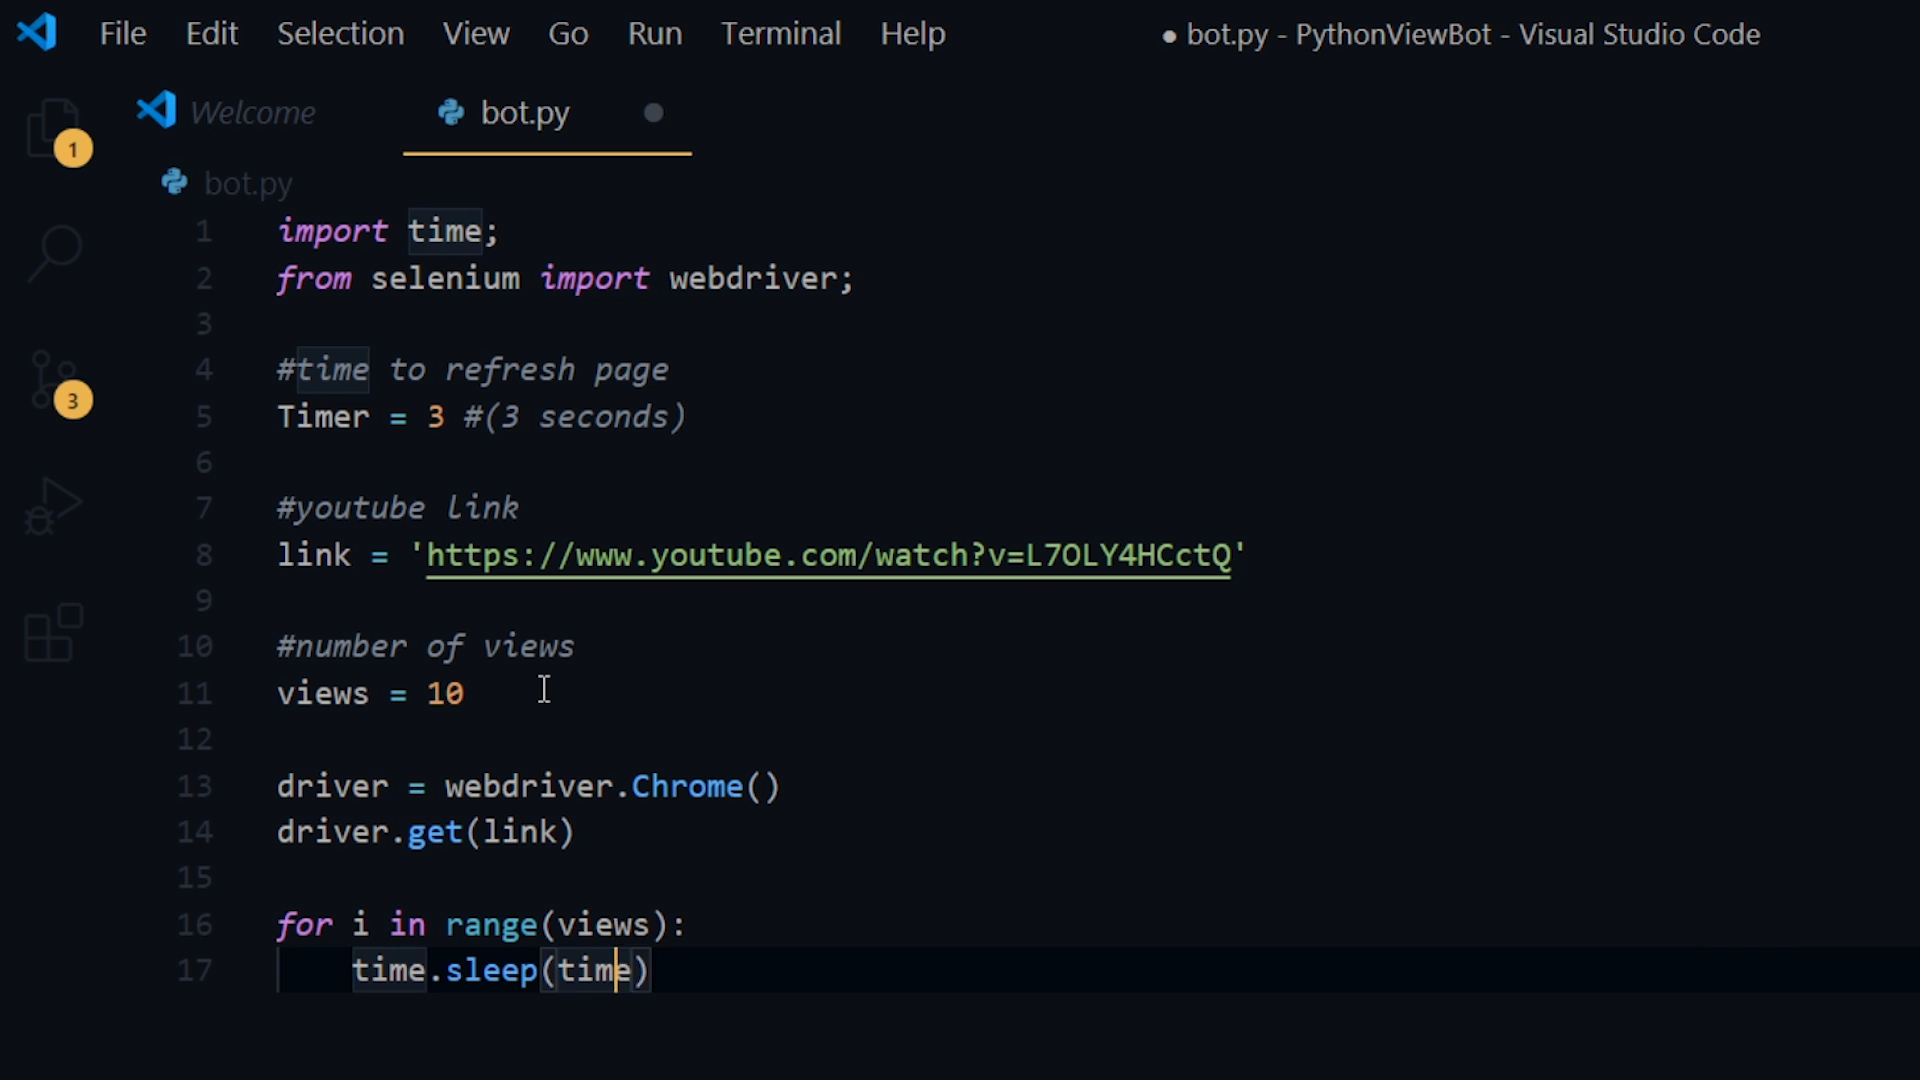 File Edit Selection View Go Run Terminal Help ● bot.py - PythonViewBot - Visual Studio Code
Welcome bot.py
1
bot.py
1 import time;
2 from selenium import webdriver;
3
4 #time to refresh page
3
5 Timer = 3 #(3 seconds)
6
7 #youtube link
8 link = 'https://www.youtube.com/watch?v=L7OLY4HCctQ'
9
10 #number of views
11 views = 10
12
13 driver = webdriver.Chrome()
14 driver.get(link)
15
16 for i in range(views):
17 time.sleep(time)